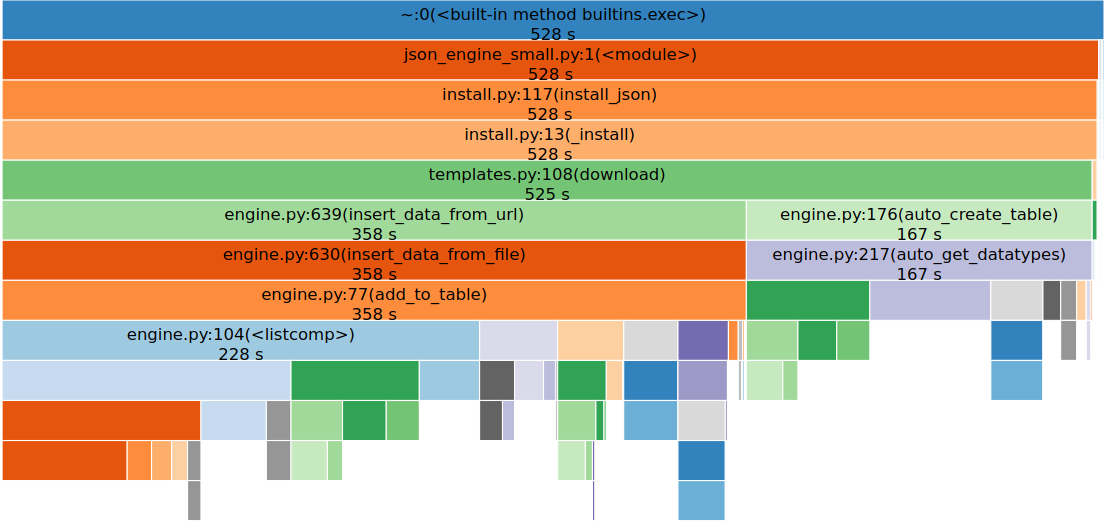 ~:0(<built-in method builtins.exec>)
528 s
json_engine_small.py:1(<module>)
528 s
install.py:117(install_json)
528 s
install.py:13(_install)
528 s
templates.py:108(download)
525 s
engine.py:639(insert_data_from_url)
358 s
engine.py:176(auto_create_table)
167 s
engine.py:630(insert_data_from_file)
358 s
engine.py:217(auto_get_datatypes)
167 s
engine.py:77(add_to_table)
358 s
engine.py:104(<listcomp>)
228 s